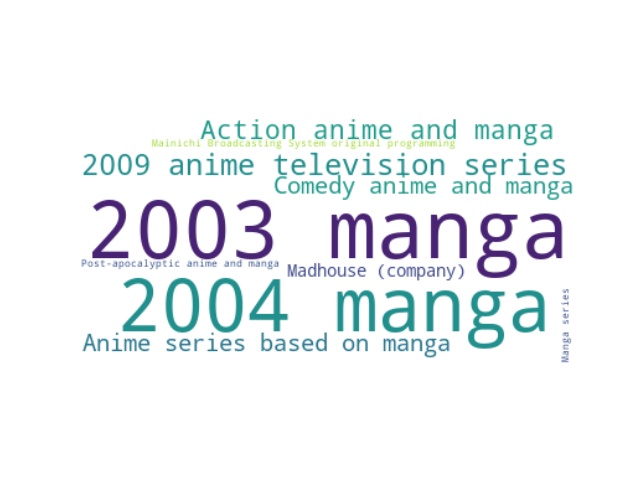 Action anime and manga
Mainichi Broadcasting System original programming
2009 anime television series
Comedy anime and manga
2003 manga
Post-apocalyptic anime and manga
Madhouse (company)
2004 manga
Manga series
Anime series based on manga